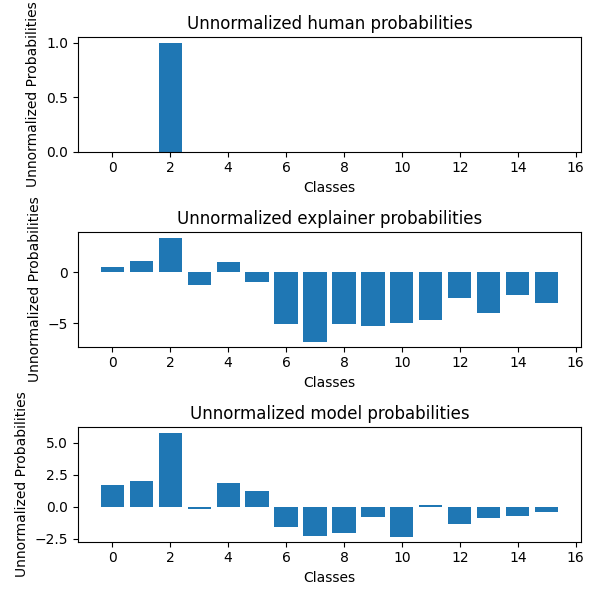 Unnormalized human probabilities
Unnormalized Probabilities
1.0
0.5
0.0
0 2 4 6 8 10 12 14 16
Classes
Unnormalized explainer probabilities
Unnormalized Probabilities
0
−5
0 2 4 6 8 10 12 14 16
Classes
Unnormalized model probabilities
Unnormalized Probabilities
5.0
2.5
0.0
−2.5
0 2 4 6 8 10 12 14 16
Classes